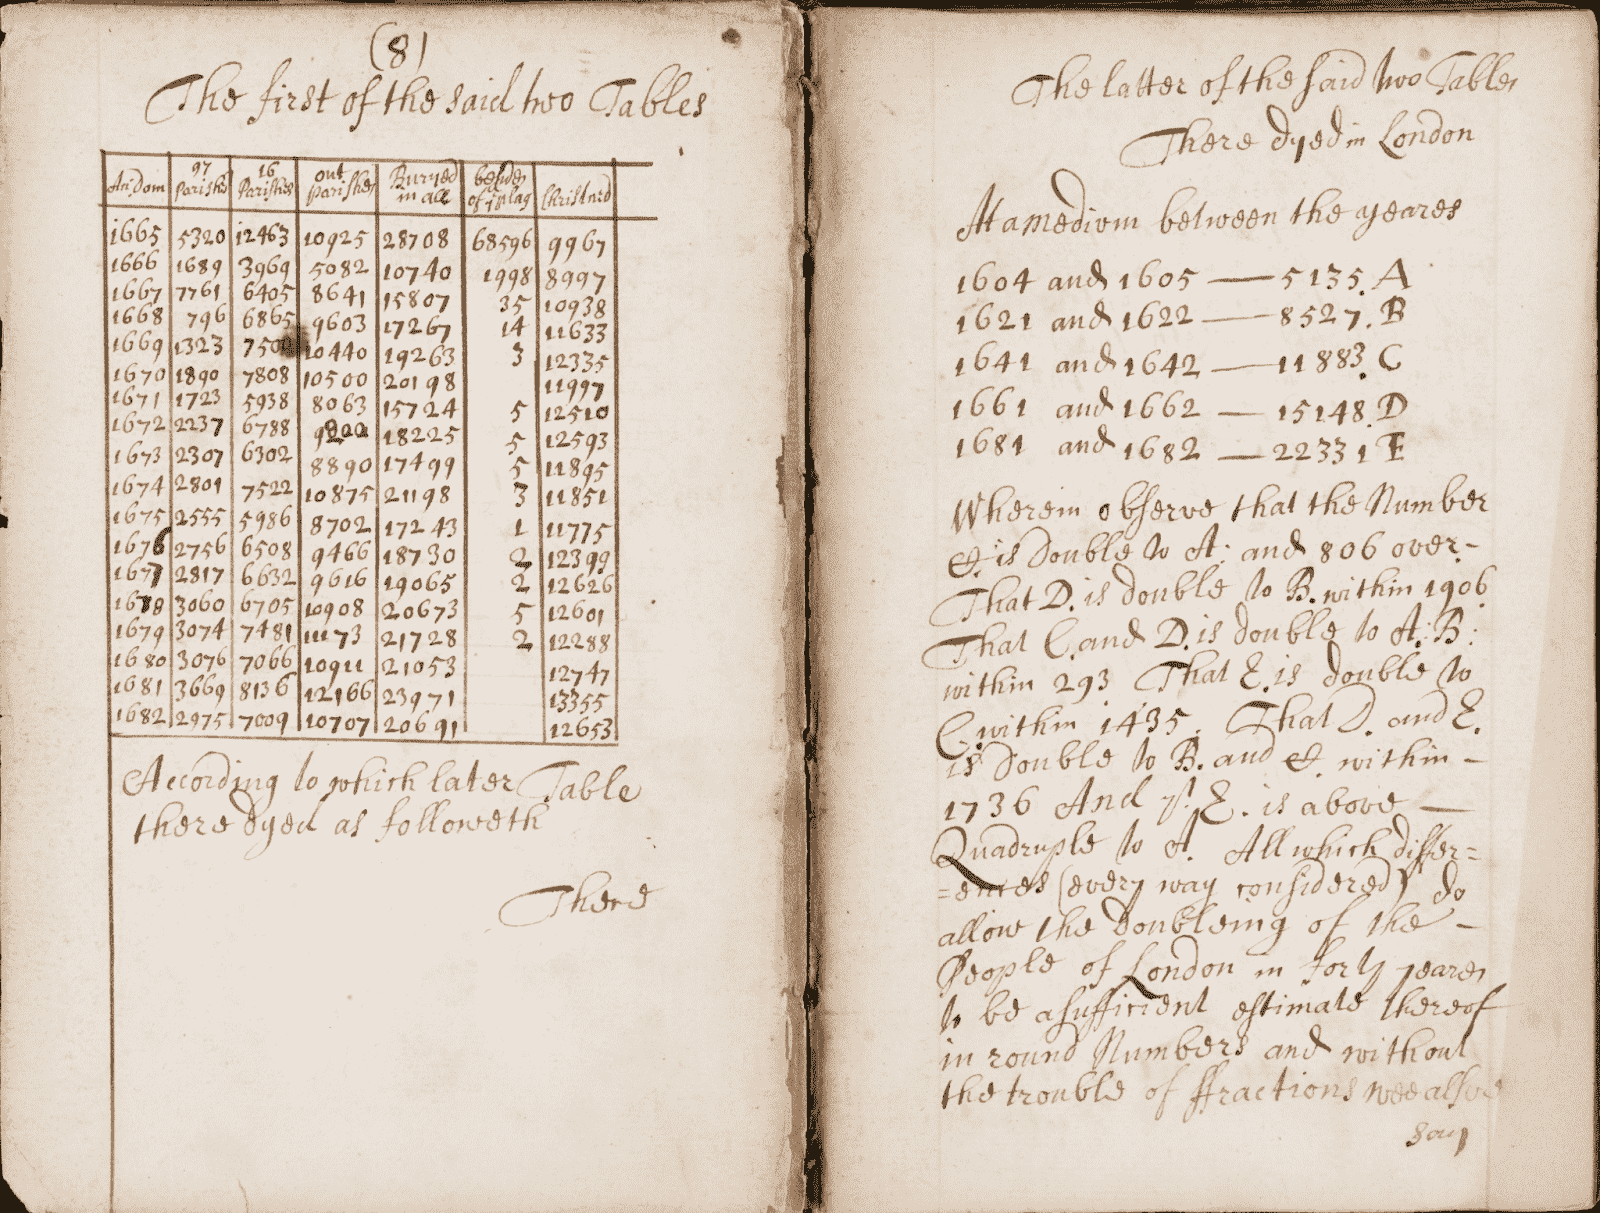 (8)
The first of the said two Tables
An: Dom 97 Parishes 16 Parishes out parishes Buryed in all besides of ye plag Christned
1665 5320 12463 10925 28708 68596 9967
1666 1689 3969 5082 10740 1998 8997
1667 7761 6405 8641 15807 35 10938
1668 796 6865 9603 17267 14 11633
1669 1323 750 10440 19263 3 12335
1670 1890 7808 10500 20198 11997
1671 1723 5938 8063 15724 5 12510
1672 2237 6788 9200 18225 5 12593
1673 2307 6302 8890 17499 5 11895
1674 2801 7522 10875 21198 3 11851
1675 2555 5986 8702 17243 1 11775
1676 2756 6508 9466 18730 2 12399
1677 2817 6632 9616 19065 2 12626
1678 3060 6705 10908 20673 5 12601
1679 3074 7481 11173 21728 2 12288
1680 3076 7066 10911 21053 12747
1681 3669 8136 12166 23971 13355
1682 2975 7009 10707 20691 12653
According to which later Table
there dyed as followeth
There
The latter of the said two Tables
There dyed in London
At a medium between the yeares
1604 and 1605 — 5135. A
1621 and 1622 — 8527. B
1641 and 1642 — 11883. C
1661 and 1662 — 15148. D
1681 and 1682 — 22331 E
Wherein observe that the Number
E. is double to A: and 806 over-
That D. is double to B. within 1906
That C. and D. is double to A: B:
within 293 That E. is double to
C. within 1435. That D. and E.
is double to B. and C. within -
1736 And yt E. is above —
Quadruple to A. All which differ=
=ences (every way considered) do
allow the doubleing of the -
People of London in forty yeares
to be a sufficient estimate thereof
in round Numbers and without
the trouble of ffractions wee allsoe
say